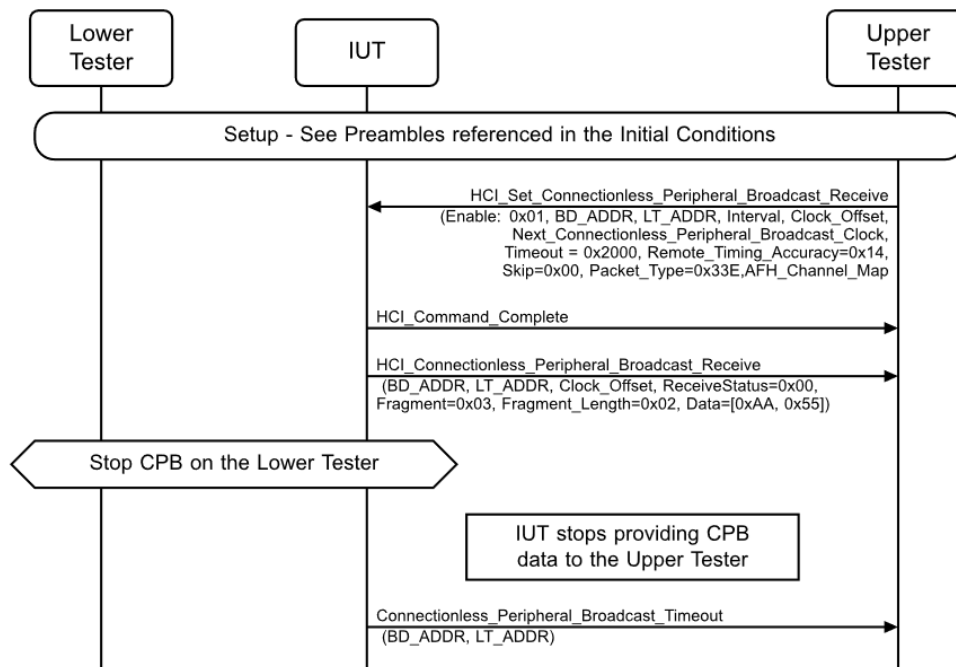 Lower
Tester
IUT
Upper
Tester
Setup - See Preambles referenced in the Initial Conditions
HCI_Set_Connectionless_Peripheral_Broadcast_Receive
(Enable: 0x01, BD_ADDR, LT_ADDR, Interval, Clock_Offset,
Next_Connectionless_Peripheral_Broadcast_Clock,
Timeout = 0x2000, Remote_Timing_Accuracy=0x14,
Skip=0x00, Packet_Type=0x33E,AFH_Channel_Map
HCI_Command_Complete
HCI_Connectionless_Peripheral_Broadcast_Receive
(BD_ADDR, LT_ADDR, Clock_Offset, ReceiveStatus=0x00,
Fragment=0x03, Fragment_Length=0x02, Data=[0xAA, 0x55])
Stop CPB on the Lower Tester
IUT stops providing CPB
data to the Upper Tester
Connectionless_Peripheral_Broadcast_Timeout
(BD_ADDR, LT_ADDR)